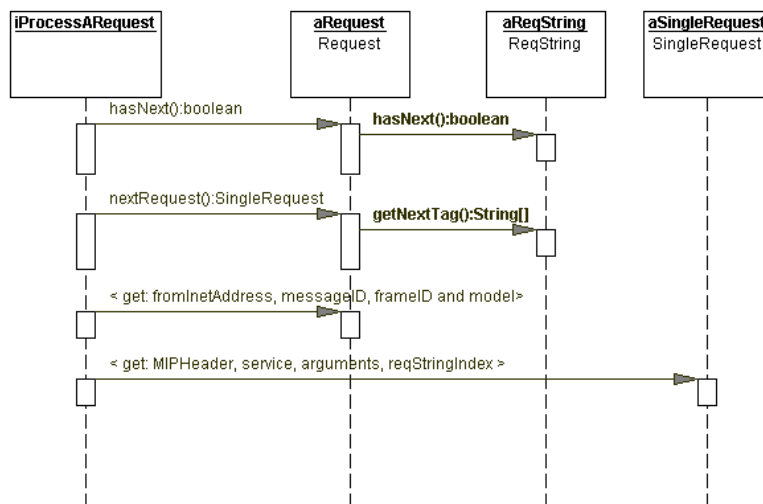 iProcessARequest
aRequest
Request
aReqString
ReqString
aSingleRequest
SingleRequest
hasNext():boolean
hasNext():boolean
nextRequest():SingleRequest
getNextTag():String[]
< get: fromInetAddress, messageID, frameID and model>
< get: MIPHeader, service, arguments, reqStringIndex >